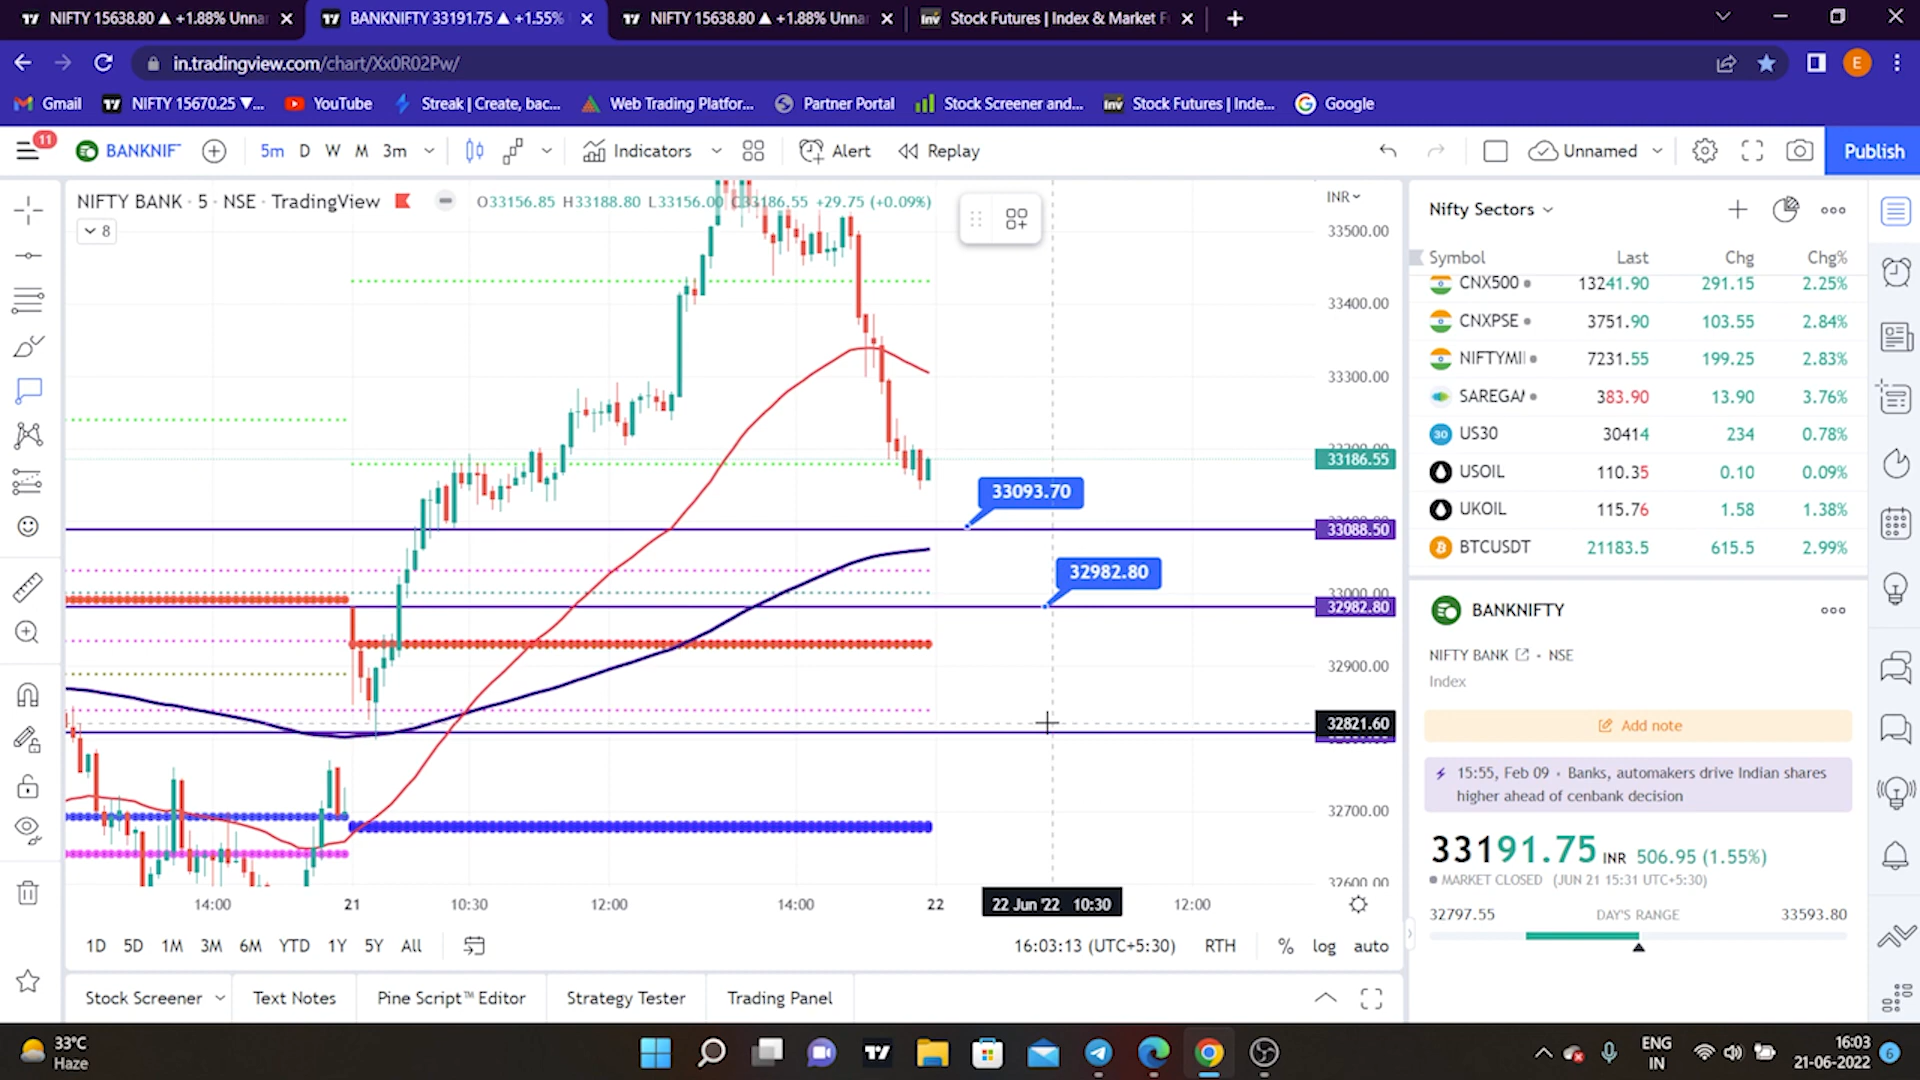 NIFTY 15638.80 ▲ +1.88% Unnai
BANKNIFTY 33191.75 ▲ +1.55%
NIFTY 15638.80 ▲ +1.88% Unnai
Inv Stock Futures | Index & Market F
in.tradingview.com/chart/Xx0R02Pw/
E
Gmail
NIFTY 15670.25 ▼...
YouTube
Streak | Create, bac...
Web Trading Platfor...
Partner Portal
Stock Screener and...
Inv Stock Futures | Inde...
Google
11
BANKNIF
5m D W M 3m
Indicators
Alert
Replay
Unnamed
Publish
NIFTY BANK · 5 · NSE · TradingView
O33156.85 H33188.80 L33156.00 C33186.55 +29.75 (+0.09%)
8
INR
33500.00
33400.00
33300.00
33186.55
33093.70
33088.50
32982.80
33000.00
32982.80
32900.00
32821.60
32700.00
32600.00
14:00 21 10:30 12:00 14:00 22 22 Jun '22 10:30 12:00
1D 5D 1M 3M 6M YTD 1Y 5Y All
16:03:13 (UTC+5:30) RTH % log auto
Stock Screener
Text Notes
Pine Script™ Editor
Strategy Tester
Trading Panel
Nifty Sectors
Symbol Last Chg Chg%
CNX500 13241.90 291.15 2.25%
CNXPSE 3751.90 103.55 2.84%
NIFTYMI 7231.55 199.25 2.83%
SAREGA 383.90 13.90 3.76%
30 US30 30414 234 0.78%
USOIL 110.35 0.10 0.09%
UKOIL 115.76 1.58 1.38%
BTCUSDT 21183.5 615.5 2.99%
BANKNIFTY
NIFTY BANK · NSE
Index
Add note
15:55, Feb 09 · Banks, automakers drive Indian shares
higher ahead of cenbank decision
33191.75 INR 506.95 (1.55%)
MARKET CLOSED (JUN 21 15:31 UTC+5:30)
32797.55 DAY'S RANGE 33593.80
33°C
Haze
ENG
IN
16:03
21-06-2022
6